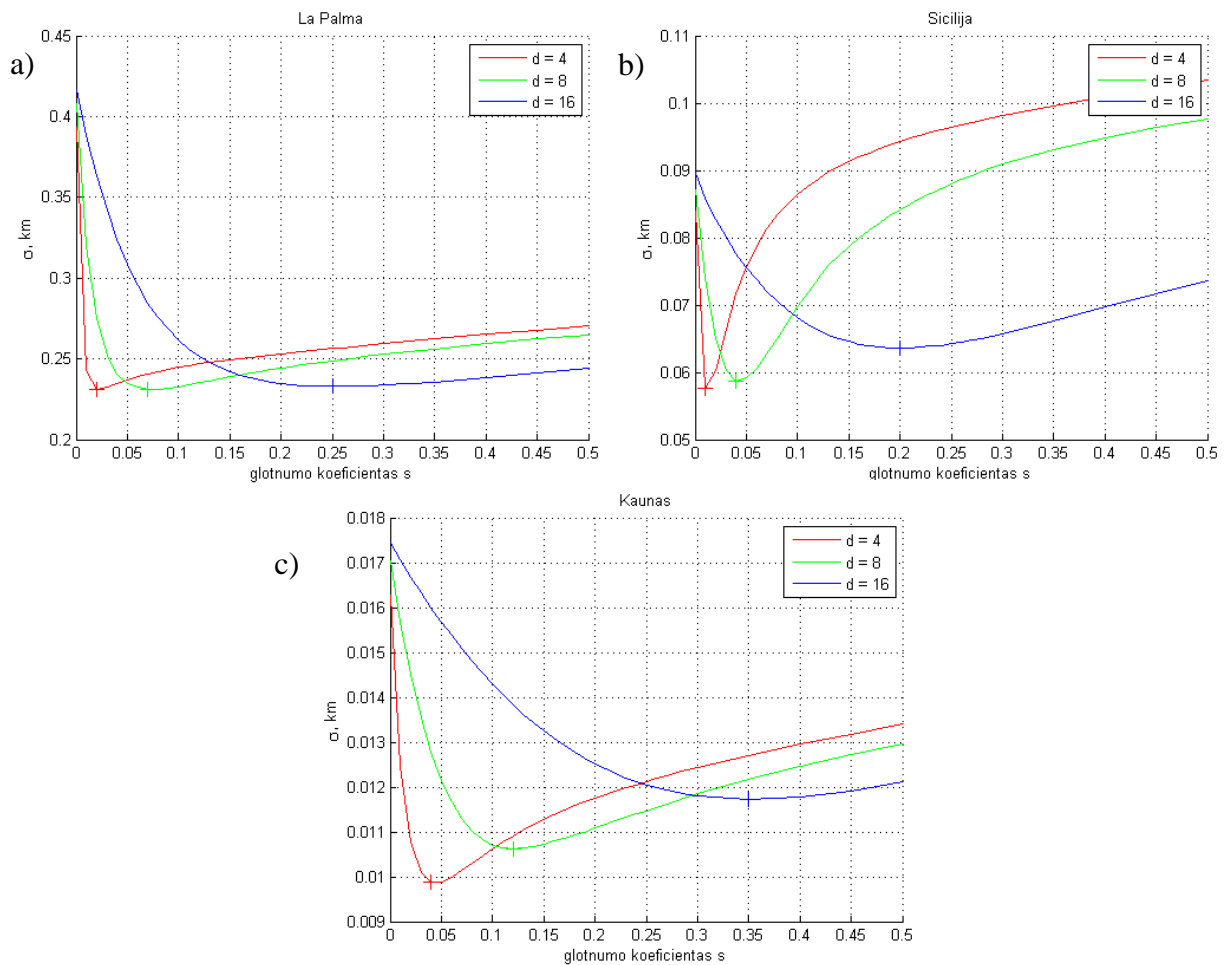 a)
La Palma
σ, km
0.45
0.4
0.35
0.3
0.25
0.2
0 0.05 0.1 0.15 0.2 0.25 0.3 0.35 0.4 0.45 0.5
glotnumo koeficientas s
d = 4
d = 8
d = 16
b)
Sicilija
σ, km
0.11
0.1
0.09
0.08
0.07
0.06
0.05
0 0.05 0.1 0.15 0.2 0.25 0.3 0.35 0.4 0.45 0.5
glotnumo koeficientas s
d = 4
d = 8
d = 16
c)
Kaunas
σ, km
0.018
0.017
0.016
0.015
0.014
0.013
0.012
0.011
0.01
0.009
0 0.05 0.1 0.15 0.2 0.25 0.3 0.35 0.4 0.45 0.5
glotnumo koeficientas s
d = 4
d = 8
d = 16